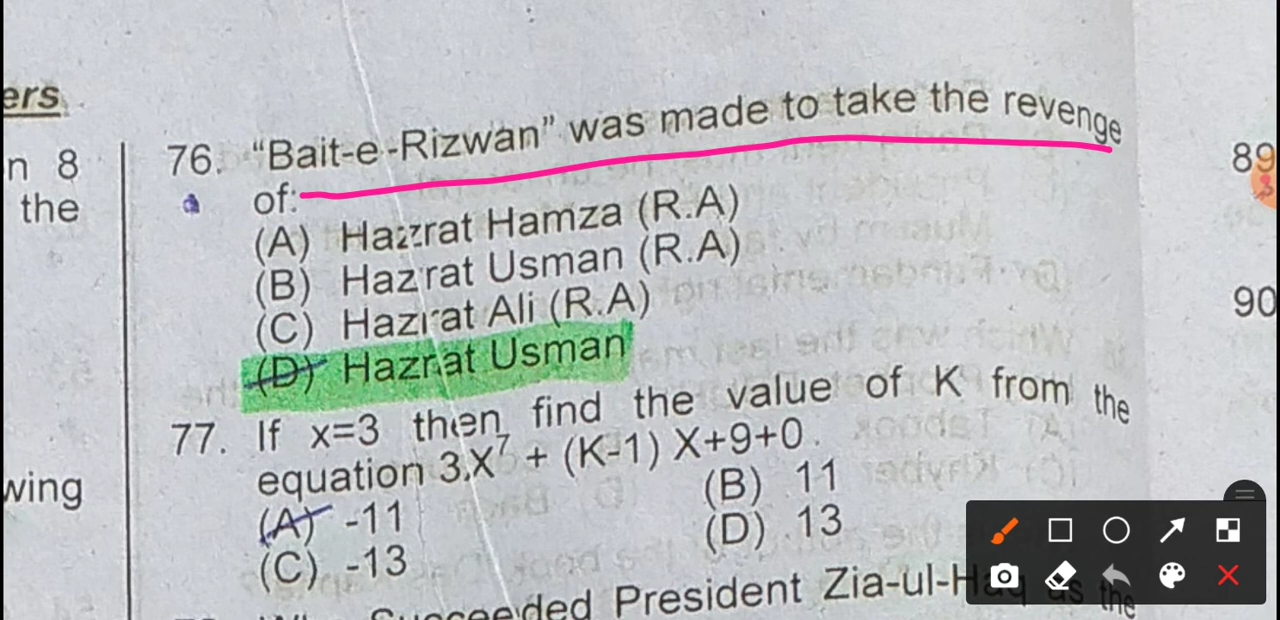 ers
n 8
the
wing
76. “Bait-e-Rizwan” was made to take the revenge
of:
(A) Hazrat Hamza (R.A)
(B) Hazrat Usman (R.A)
(C) Hazrat Ali (R.A)
(D) Hazrat Usman
77. If x=3 then find the value of K from the
equation 3.X⁷ + (K-1) X+9+0.
(A) -11 (B) 11
(C) -13 (D) 13
Succeeded President Zia-ul-Haq as the
89
90